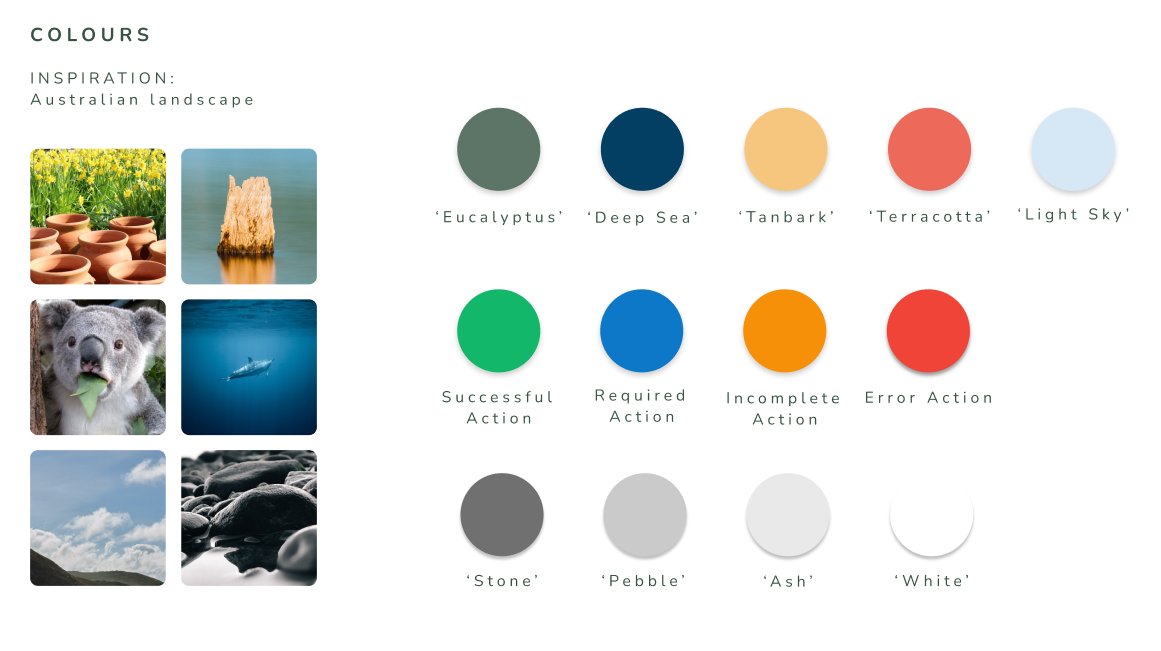 COLOURS
INSPIRATION:
Australian landscape
‘Eucalyptus’
‘Deep Sea’
‘Tanbark’
‘Terracotta’
‘Light Sky’
Successful
Action
Required
Action
Incomplete
Action
Error Action
‘Stone’
‘Pebble’
‘Ash’
‘White’